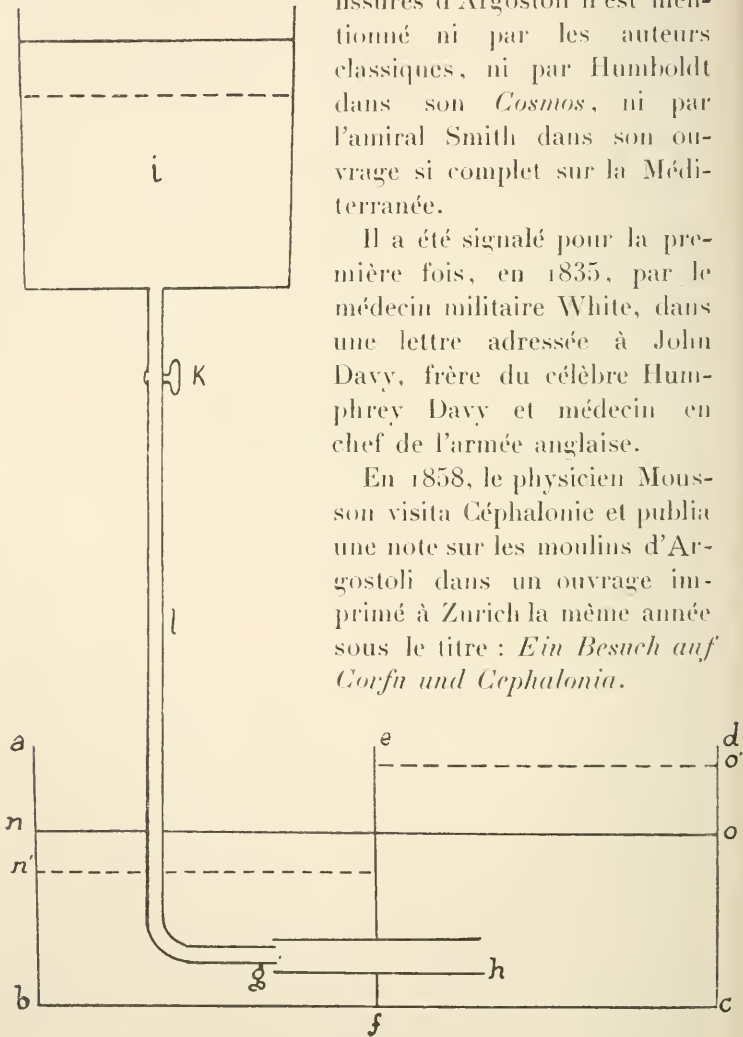 fissures d'Argostoli n'est men-
tionné ni par les auteurs
classiques, ni par Humboldt
dans son Cosmos, ni par
l'amiral Smith dans son ou-
vrage si complet sur la Médi-
terranée.
Il a été signalé pour la pre-
mière fois, en 1835, par le
médecin militaire White, dans
une lettre adressée à John
Davy, frère du célèbre Hum-
phrey Davy et médecin en
chef de l'armée anglaise.
En 1858, le physicien Mous-
son visita Céphalonie et publia
une note sur les moulins d'Ar-
gostoli dans un ouvrage im-
primé à Zurich la même année
sous le titre : Ein Besuch auf
Corfu und Cephalonia.
i
K
l
a
e
d
o'
n
o
n'
g
h
b
c
f